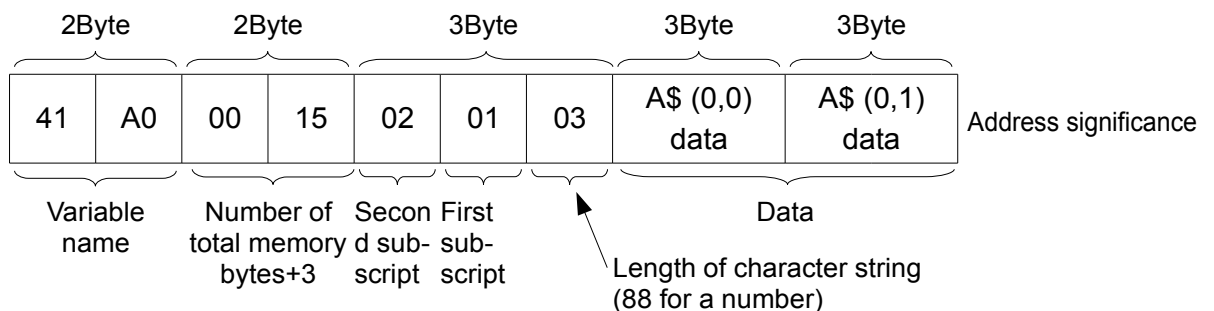 2Byte 2Byte 3Byte 3Byte 3Byte
41 A0 00 15 02 01 03 A$ (0,0) data A$ (0,1) data Address significance
Variable name
Number of total memory bytes+3
Secon d sub- script
First sub- script
Data
Length of character string
(88 for a number)